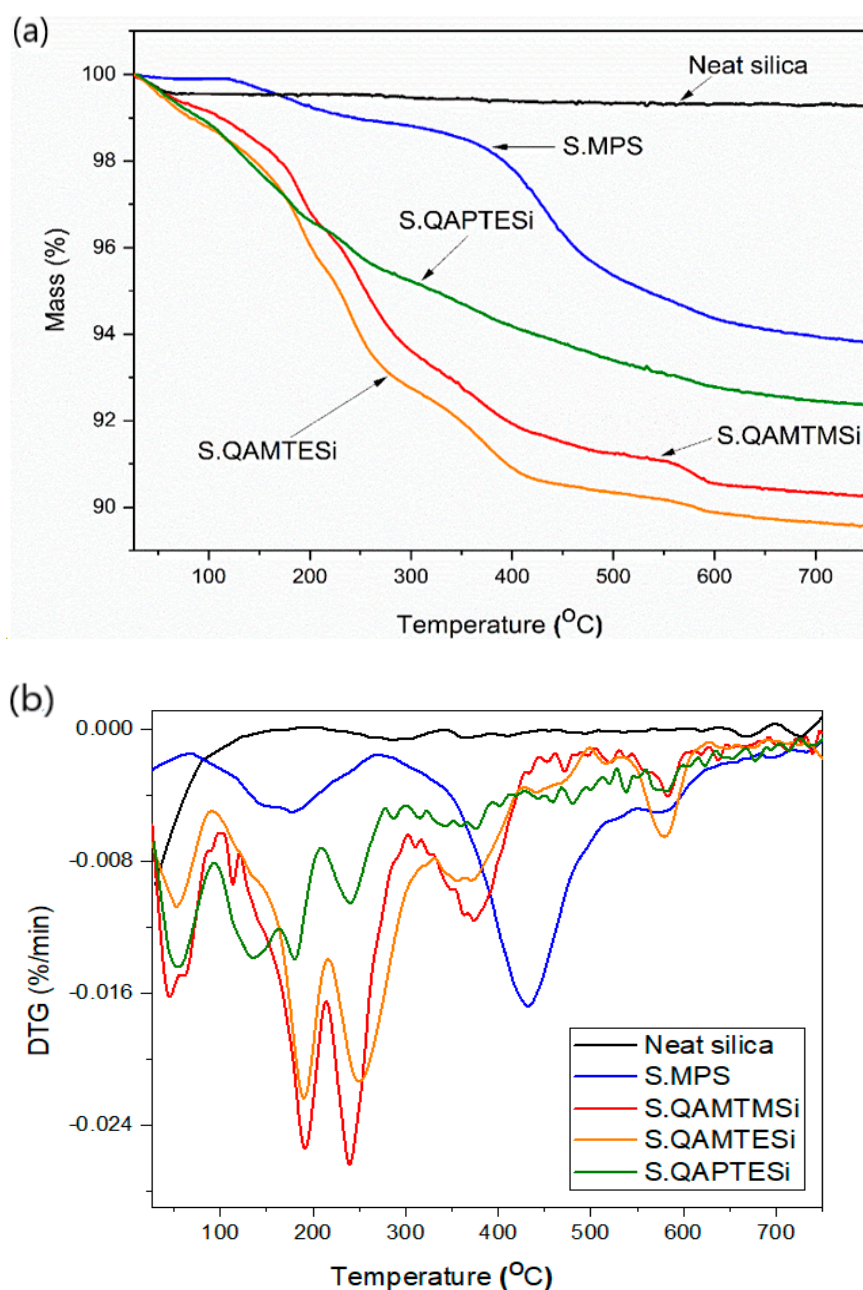 (a)
100
98
96
94
92
90
Mass (%)
Neat silica
S.MPS
S.QAPTESi
S.QAMTMSi
S.QAMTESi
100 200 300 400 500 600 700
Temperature (OC)
(b)
0.000
-0.008
-0.016
-0.024
DTG (%/min)
Neat silica
S.MPS
S.QAMTMSi
S.QAMTESi
S.QAPTESi
100 200 300 400 500 600 700
Temperature (OC)